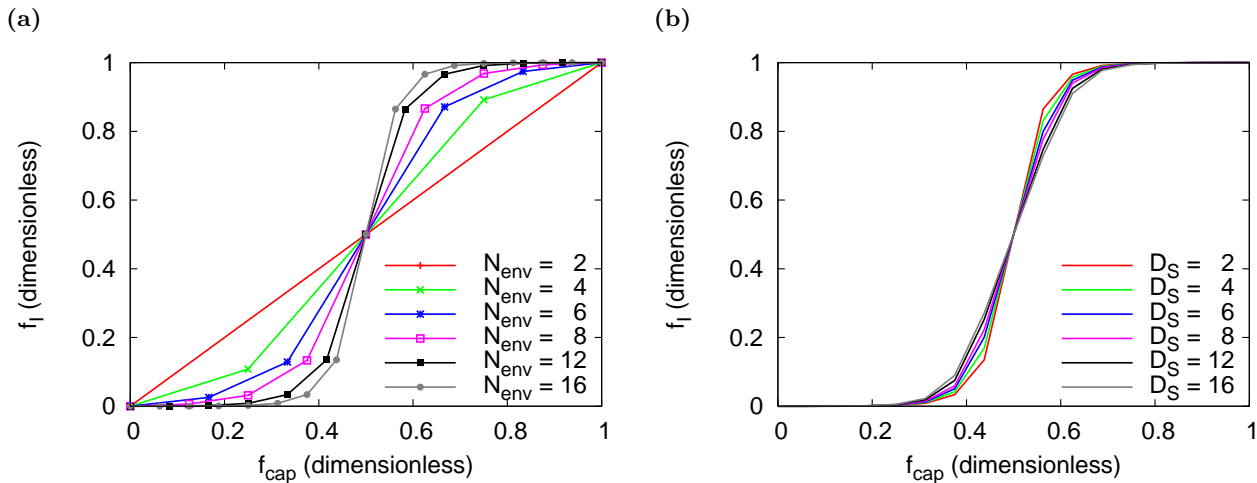 (a)
1
0.8
0.6
0.4
0.2
0
0 0.2 0.4 0.6 0.8 1
f_I (dimensionless)
f_cap (dimensionless)
N_env = 2
N_env = 4
N_env = 6
N_env = 8
N_env = 12
N_env = 16
(b)
1
0.8
0.6
0.4
0.2
0
0 0.2 0.4 0.6 0.8 1
f_I (dimensionless)
f_cap (dimensionless)
D_S = 2
D_S = 4
D_S = 6
D_S = 8
D_S = 12
D_S = 16